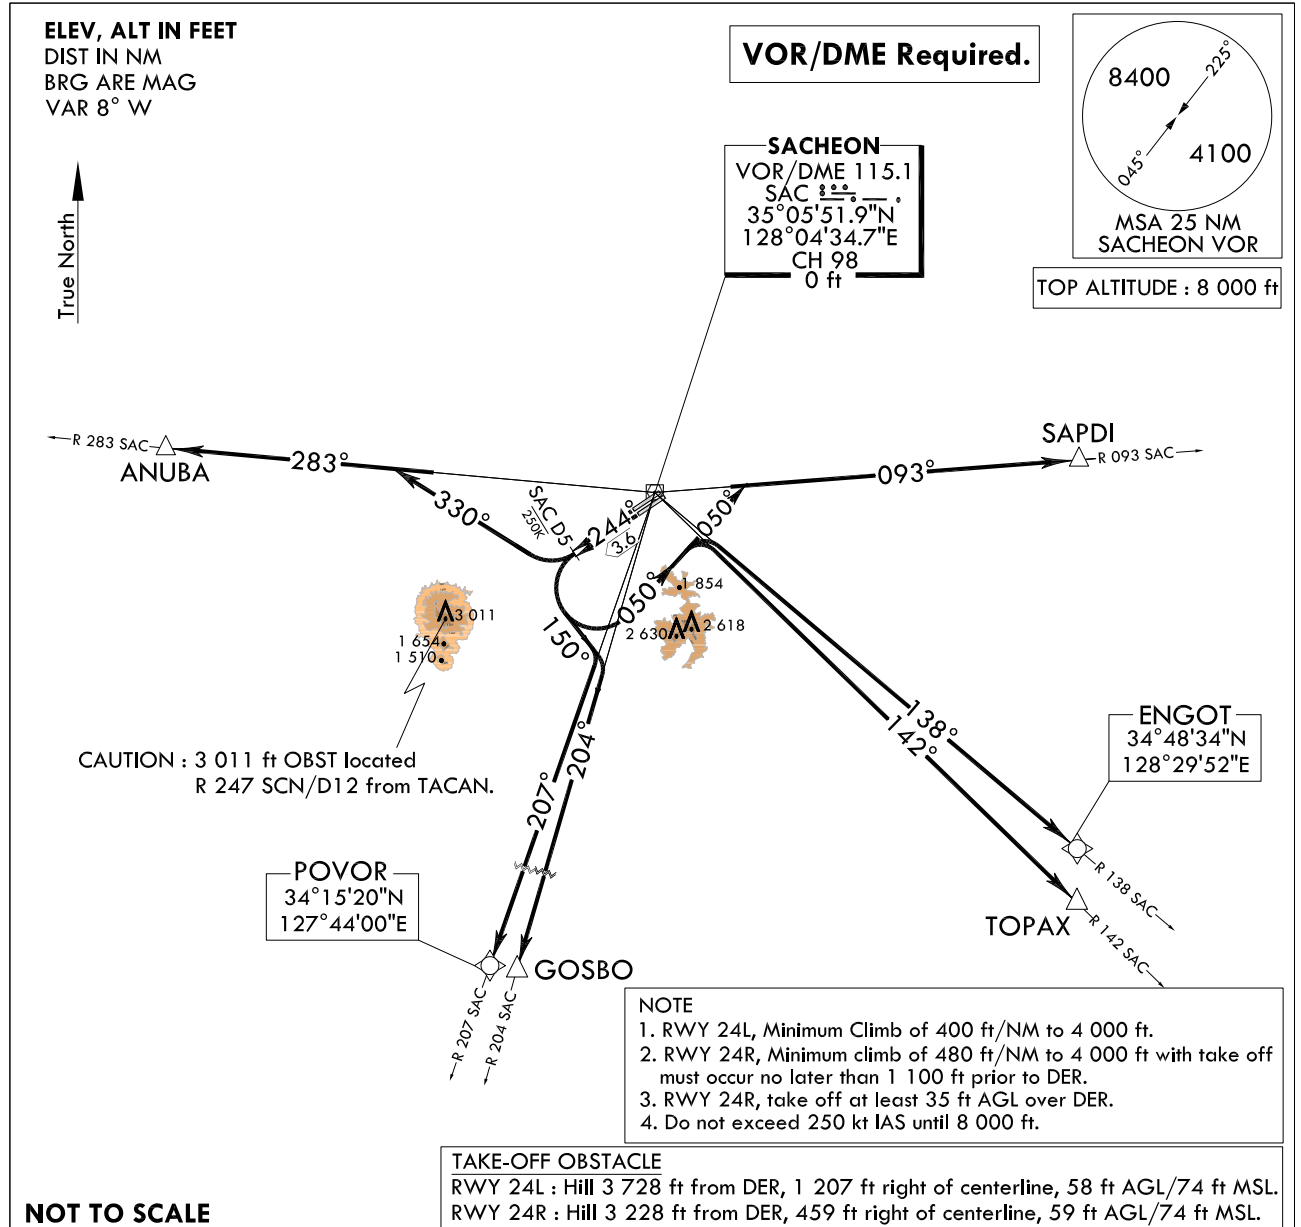 ELEV, ALT IN FEET
DIST IN NM
BRG ARE MAG
VAR 8° W
True North
VOR/DME Required.
8400
4100
225°
045°
MSA 25 NM
SACHEON VOR
TOP ALTITUDE : 8 000 ft
SACHEON
VOR/DME 115.1
SAC
35°05'51.9"N
128°04'34.7"E
CH 98
0 ft
R 283 SAC
ANUBA
283°
330°
SAC D5
250K
244°
3.6
050°
SAPDI
093°
R 093 SAC
050°
150°
1 854
2 630
2 618
3 011
1 654
1 510
CAUTION : 3 011 ft OBST located
R 247 SCN/D12 from TACAN.
207°
204°
138°
142°
ENGOT
34°48'34"N
128°29'52"E
R 138 SAC
TOPAX
R 142 SAC
POVOR
34°15'20"N
127°44'00"E
GOSBO
R 207 SAC
R 204 SAC
NOTE
1. RWY 24L, Minimum Climb of 400 ft/NM to 4 000 ft.
2. RWY 24R, Minimum climb of 480 ft/NM to 4 000 ft with take off
must occur no later than 1 100 ft prior to DER.
3. RWY 24R, take off at least 35 ft AGL over DER.
4. Do not exceed 250 kt IAS until 8 000 ft.
TAKE-OFF OBSTACLE
RWY 24L : Hill 3 728 ft from DER, 1 207 ft right of centerline, 58 ft AGL/74 ft MSL.
RWY 24R : Hill 3 228 ft from DER, 459 ft right of centerline, 59 ft AGL/74 ft MSL.
NOT TO SCALE